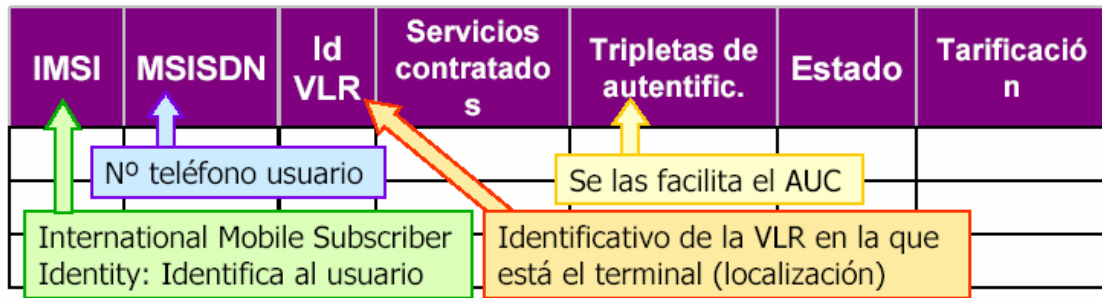 IMSI
MSISDN
Id
VLR
Servicios
contratado
s
Tripletas de
autentific.
Estado
Tarificació
n
Nº teléfono usuario
Se las facilita el AUC
International Mobile Subscriber
Identity: Identifica al usuario
Identificativo de la VLR en la que
está el terminal (localización)